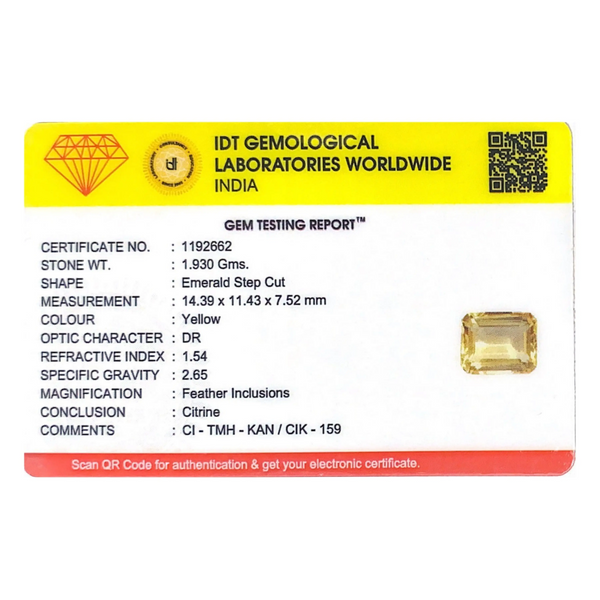 IDT GEMOLOGICAL
LABORATORIES WORLDWIDE
INDIA
GEM TESTING REPORT™
CERTIFICATE NO. : 1192662
STONE WT. : 1.930 Gms.
SHAPE : Emerald Step Cut
MEASUREMENT : 14.39 x 11.43 x 7.52 mm
COLOUR : Yellow
OPTIC CHARACTER : DR
REFRACTIVE INDEX : 1.54
SPECIFIC GRAVITY : 2.65
MAGNIFICATION : Feather Inclusions
CONCLUSION : Citrine
COMMENTS : CI - TMH - KAN / CIK - 159
Scan QR Code for authentication & get your electronic certificate.